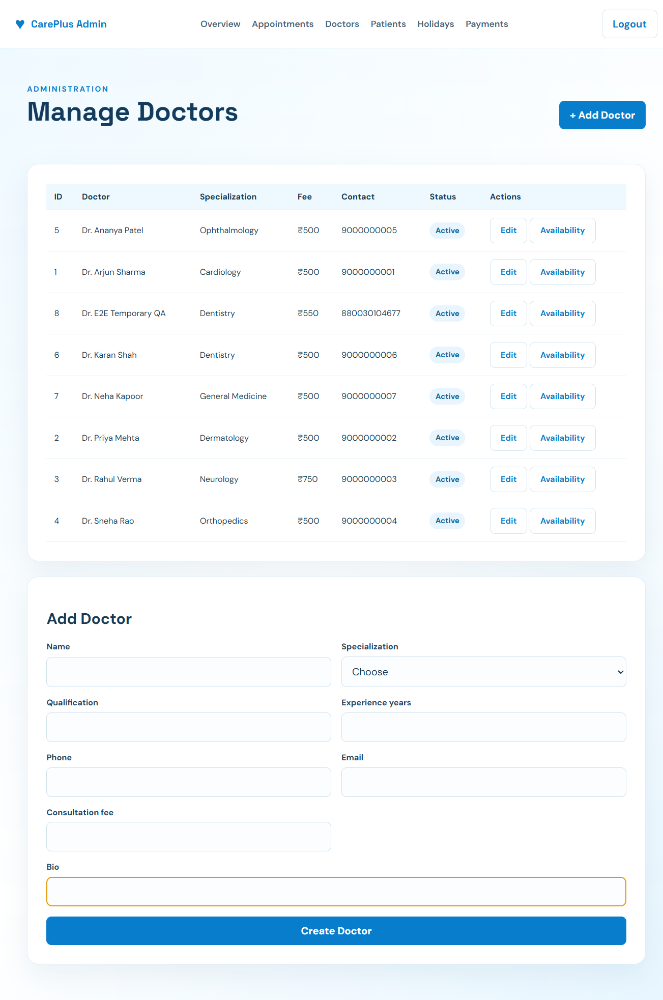 ♥ CarePlus Admin Overview Appointments Doctors Patients Holidays Payments Logout
ADMINISTRATION
Manage Doctors
+ Add Doctor
ID Doctor Specialization Fee Contact Status Actions
5 Dr. Ananya Patel Ophthalmology ₹500 9000000005 Active Edit Availability
1 Dr. Arjun Sharma Cardiology ₹500 9000000001 Active Edit Availability
8 Dr. E2E Temporary QA Dentistry ₹550 880030104677 Active Edit Availability
6 Dr. Karan Shah Dentistry ₹500 9000000006 Active Edit Availability
7 Dr. Neha Kapoor General Medicine ₹500 9000000007 Active Edit Availability
2 Dr. Priya Mehta Dermatology ₹500 9000000002 Active Edit Availability
3 Dr. Rahul Verma Neurology ₹750 9000000003 Active Edit Availability
4 Dr. Sneha Rao Orthopedics ₹500 9000000004 Active Edit Availability
Add Doctor
Name Specialization
Choose
Qualification Experience years
Phone Email
Consultation fee
Bio
Create Doctor